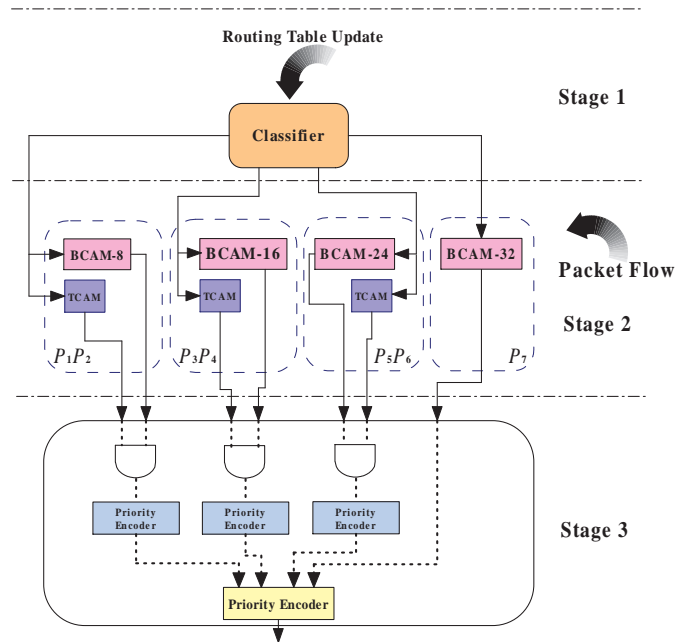 Routing Table Update
Stage 1
Classifier
BCAM-8
BCAM-16
BCAM-24
BCAM-32
Packet Flow
TCAM
TCAM
TCAM
Stage 2
P1P2
P3P4
P5P6
P7
Priority Encoder
Priority Encoder
Priority Encoder
Stage 3
Priority Encoder